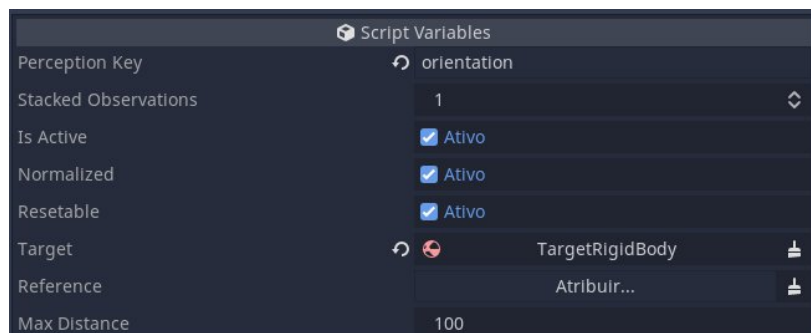 Script Variables
Perception Key orientation
Stacked Observations 1
Is Active Ativo
Normalized Ativo
Resetable Ativo
Target TargetRigidBody
Reference Atribuir...
Max Distance 100